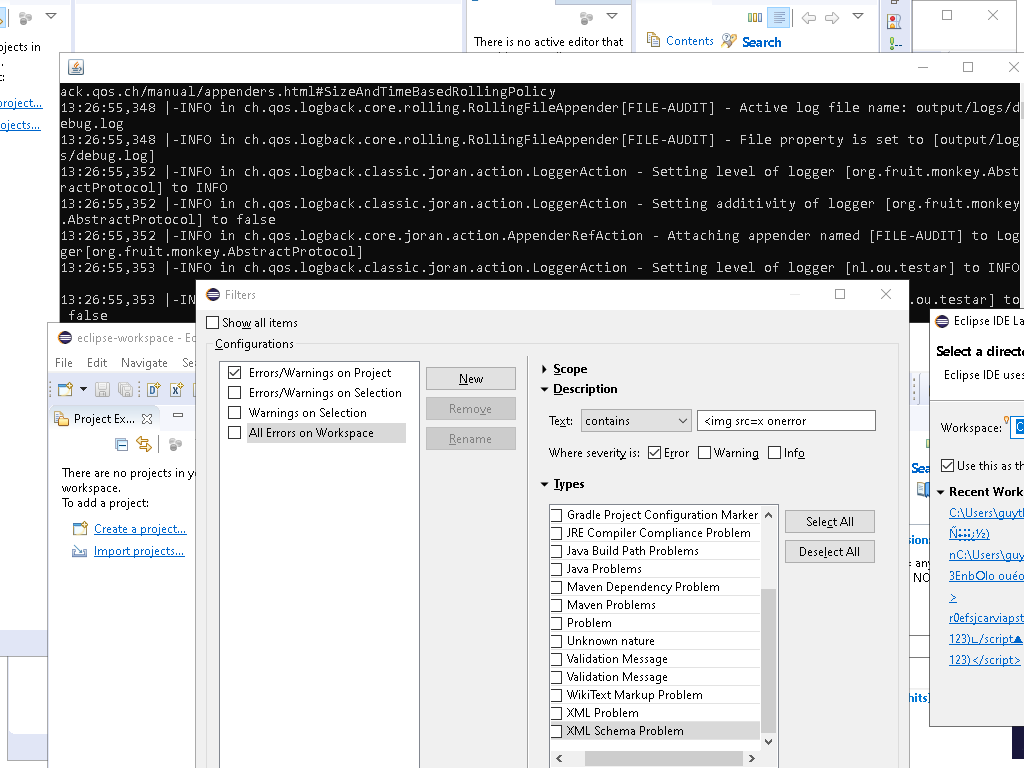 ojects in
project...
ojects...
There is no active editor that
Contents
Search
ack.qos.ch/manual/appenders.html#SizeAndTimeBasedRollingPolicy
13:26:55,348 |-INFO in ch.qos.logback.core.rolling.RollingFileAppender[FILE-AUDIT] - Active log file name: output/logs/d
ebug.log
13:26:55,348 |-INFO in ch.qos.logback.core.rolling.RollingFileAppender[FILE-AUDIT] - File property is set to [output/log
s/debug.log]
13:26:55,352 |-INFO in ch.qos.logback.classic.joran.action.LoggerAction - Setting level of logger [org.fruit.monkey.Abst
ractProtocol] to INFO
13:26:55,352 |-INFO in ch.qos.logback.classic.joran.action.LoggerAction - Setting additivity of logger [org.fruit.monkey
.AbstractProtocol] to false
13:26:55,352 |-INFO in ch.qos.logback.core.joran.action.AppenderRefAction - Attaching appender named [FILE-AUDIT] to Log
ger[org.fruit.monkey.AbstractProtocol]
13:26:55,353 |-INFO in ch.qos.logback.classic.joran.action.LoggerAction - Setting level of logger [nl.ou.testar] to INFO
13:26:55,353 |-IN
.ou.testar] to
false
eclipse-workspace - Ec
File Edit Navigate Se
Project Ex...
There are no projects in y
workspace.
To add a project:
Create a project...
Import projects...
Filters
Show all items
Configurations
Errors/Warnings on Project
Errors/Warnings on Selection
Warnings on Selection
All Errors on Workspace
New
Remove
Rename
Scope
Description
Text: contains <img src=x onerror
Where severity is: Error Warning Info
Types
Gradle Project Configuration Marker
JRE Compiler Compliance Problem
Java Build Path Problems
Java Problems
Maven Dependency Problem
Maven Problems
Problem
Unknown nature
Validation Message
Validation Message
WikiText Markup Problem
XML Problem
XML Schema Problem
Select All
Deselect All
Eclipse IDE La
Select a directo
Eclipse IDE uses
Workspace:
Use this as th
Recent Work
C:\Users\guyt
nC:\Users\guy
>
r0efsjcarviapst
123)</script>
Sea
sion:
any
NO
hits)